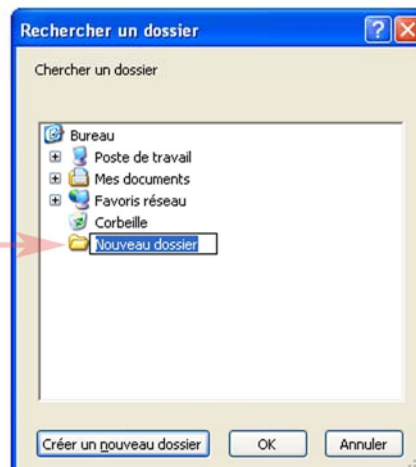 Rechercher un dossier
Chercher un dossier
Bureau
Poste de travail
Mes documents
Favoris réseau
Corbeille
Nouveau dossier
Créer un nouveau dossier
OK
Annuler